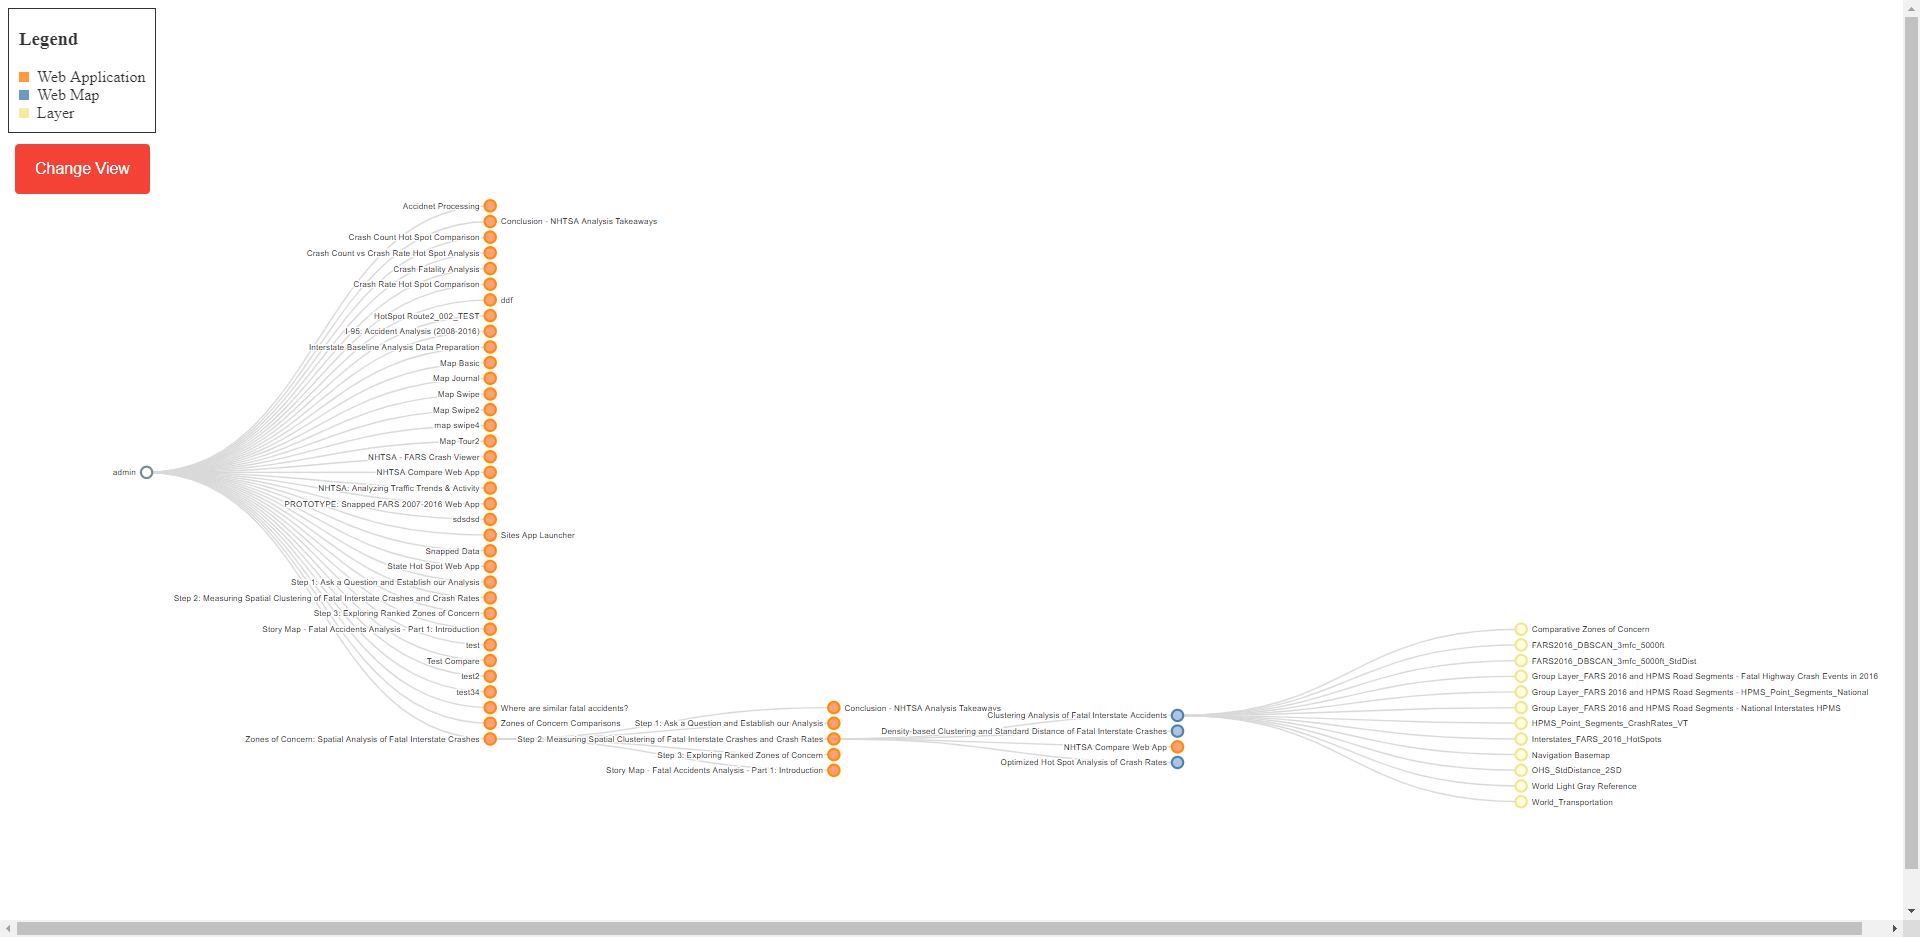 Legend
Web Application
Web Map
Layer
Change View
admin
Accidnet Processing
Conclusion - NHTSA Analysis Takeaways
Crash Count Hot Spot Comparison
Crash Count vs Crash Rate Hot Spot Analysis
Crash Fatality Analysis
Crash Rate Hot Spot Comparison
ddf
HotSpot Route2_002_TEST
I-95: Accident Analysis (2008-2016)
Interstate Baseline Analysis Data Preparation
Map Basic
Map Journal
Map Swipe
Map Swipe2
map swipe4
Map Tour2
NHTSA - FARS Crash Viewer
NHTSA Compare Web App
NHTSA: Analyzing Traffic Trends & Activity
PROTOTYPE: Snapped FARS 2007-2016 Web App
sdsdsd
Sites App Launcher
Snapped Data
State Hot Spot Web App
Step 1: Ask a Question and Establish our Analysis
Step 2: Measuring Spatial Clustering of Fatal Interstate Crashes and Crash Rates
Step 3: Exploring Ranked Zones of Concern
Story Map - Fatal Accidents Analysis - Part 1: Introduction
test
Test Compare
test2
test34
Where are similar fatal accidents?
Zones of Concern Comparisons
Zones of Concern: Spatial Analysis of Fatal Interstate Crashes
Conclusion - NHTSA Analysis Takeaways
Step 1: Ask a Question and Establish our Analysis
Step 2: Measuring Spatial Clustering of Fatal Interstate Crashes and Crash Rates
Step 3: Exploring Ranked Zones of Concern
Story Map - Fatal Accidents Analysis - Part 1: Introduction
Clustering Analysis of Fatal Interstate Accidents
Density-based Clustering and Standard Distance of Fatal Interstate Crashes
NHTSA Compare Web App
Optimized Hot Spot Analysis of Crash Rates
Comparative Zones of Concern
FARS2016_DBSCAN_3mfc_5000ft
FARS2016_DBSCAN_3mfc_5000ft_StdDist
Group Layer_FARS 2016 and HPMS Road Segments - Fatal Highway Crash Events in 2016
Group Layer_FARS 2016 and HPMS Road Segments - HPMS_Point_Segments_National
Group Layer_FARS 2016 and HPMS Road Segments - National Interstates HPMS
HPMS_Point_Segments_CrashRates_VT
Interstates_FARS_2016_HotSpots
Navigation Basemap
OHS_StdDistance_2SD
World Light Gray Reference
World_Transportation